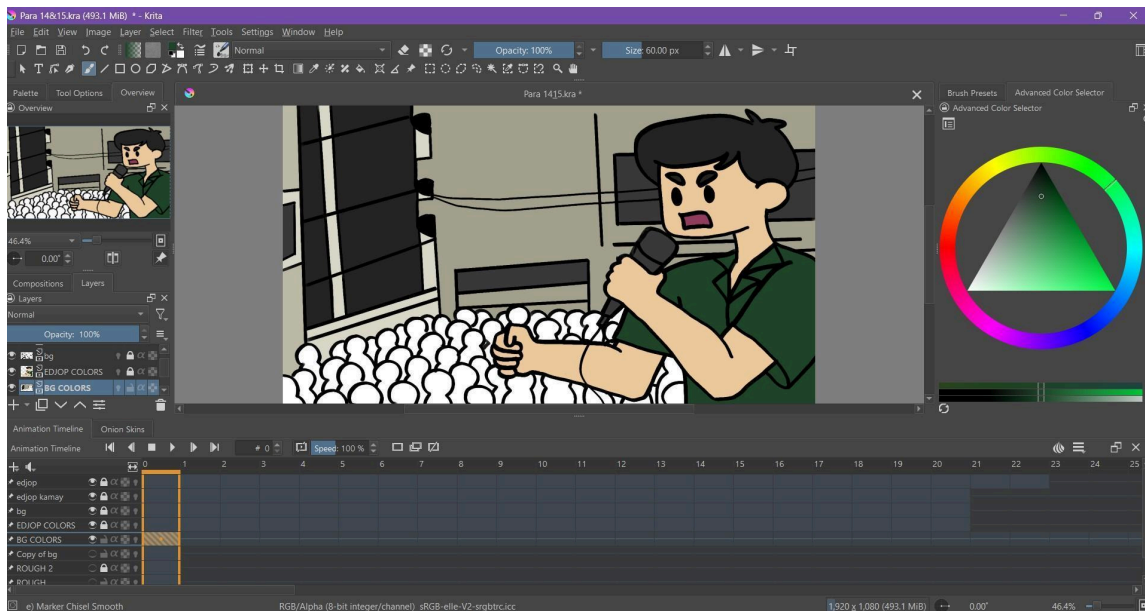 Para 14&15.kra (493.1 MiB) * - Krita
File Edit View Image Layer Select Filter Tools Settings Window Help
Normal Opacity: 100% Size: 60.00 px
Palette Tool Options Overview
Para 1415.kra *
Brush Presets Advanced Color Selector
Overview
Advanced Color Selector
46.4%
0.00°
Compositions Layers
Layers
Normal
Opacity: 100%
bg
EDJOP COLORS
BG COLORS
Animation Timeline Onion Skins
Animation Timeline # 0 Speed: 100 %
0 1 2 3 4 5 6 7 8 9 10 11 12 13 14 15 16 17 18 19 20 21 22 23 24 25
edjop
edjop kamay
bg
EDJOP COLORS
BG COLORS
Copy of bg
ROUGH 2
ROUGH
e) Marker Chisel Smooth RGB/Alpha (8-bit integer/channel) sRGB-elle-V2-srgbtrc.icc 1,920 x 1,080 (493.1 MiB) 0.00° 46.4%